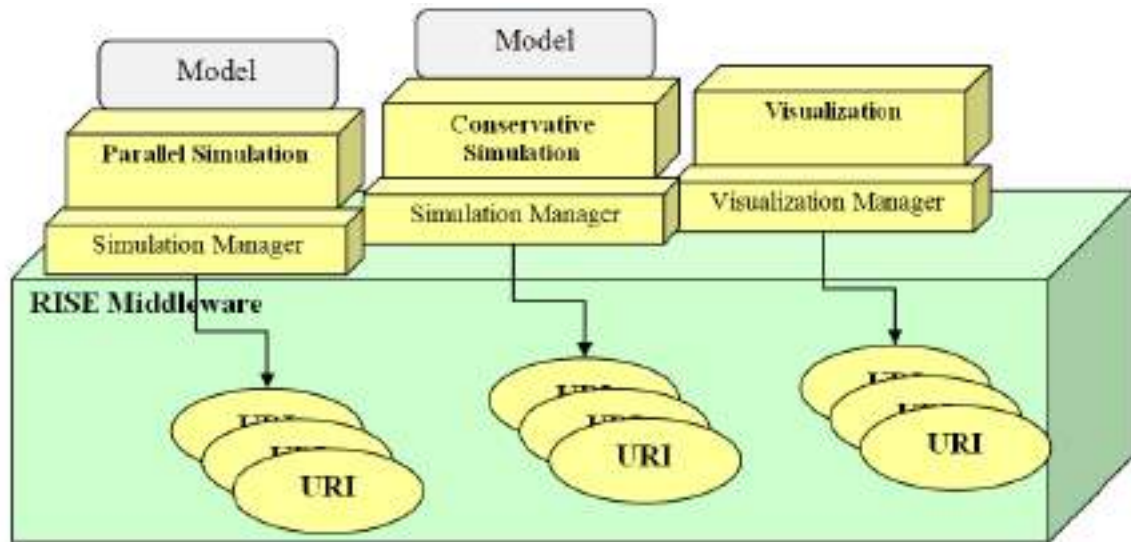 Model
Parallel Simulation
Simulation Manager
Model
Conservative
Simulation
Simulation Manager
Visualization
Visualization Manager
RISE Middleware
URI
URI
URI